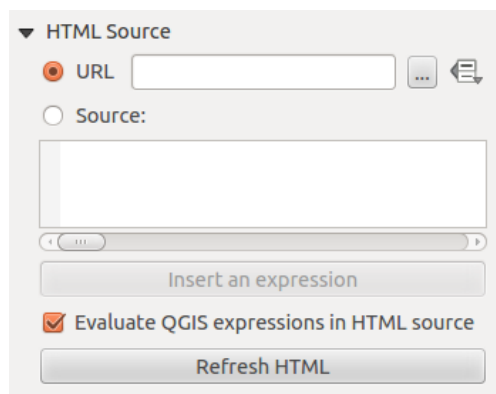 HTML Source
URL ...
Source:
Insert an expression
Evaluate QGIS expressions in HTML source
Refresh HTML